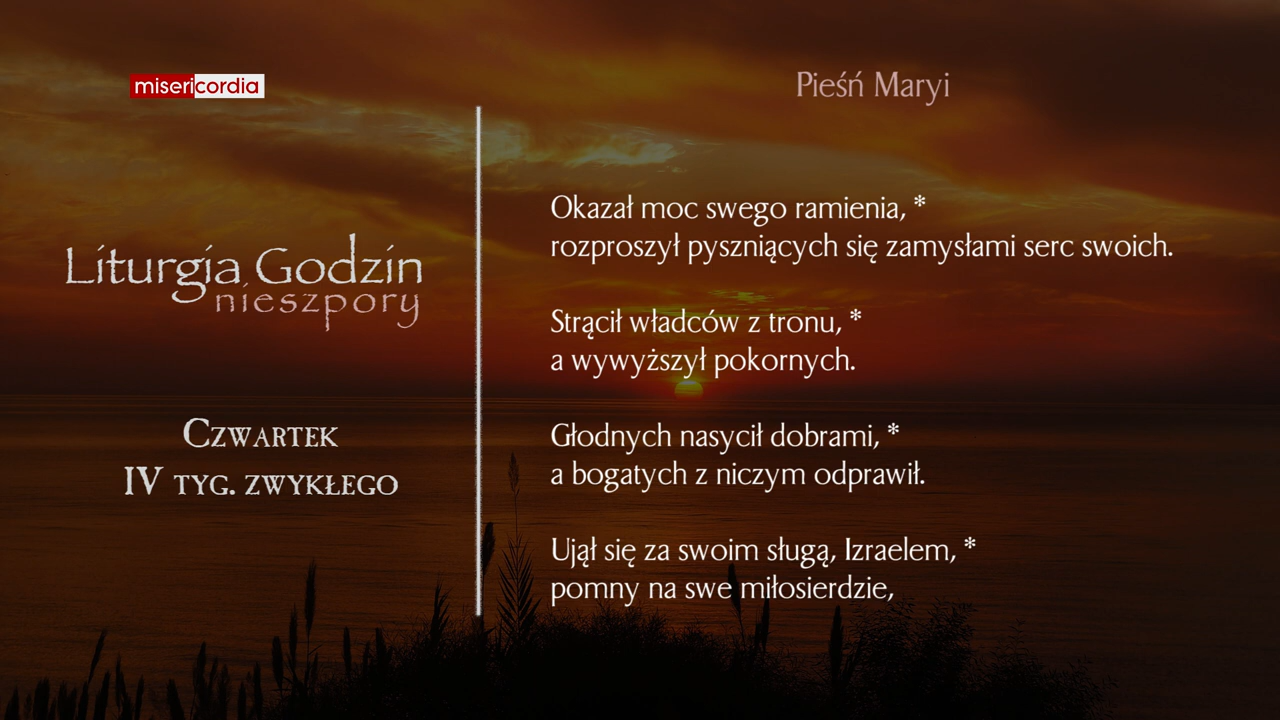 misericordia
Liturgia Godzin
nieszpory
Czwartek
IV tyg. zwykłego
Pieśń Maryi
Okazał moc swego ramienia, *
rozproszył pyszniących się zamysłami serc swoich.
Strącił władców z tronu, *
a wywyższył pokornych.
Głodnych nasycił dobrami, *
a bogatych z niczym odprawił.
Ujął się za swoim sługą, Izraelem, *
pomny na swe miłosierdzie,